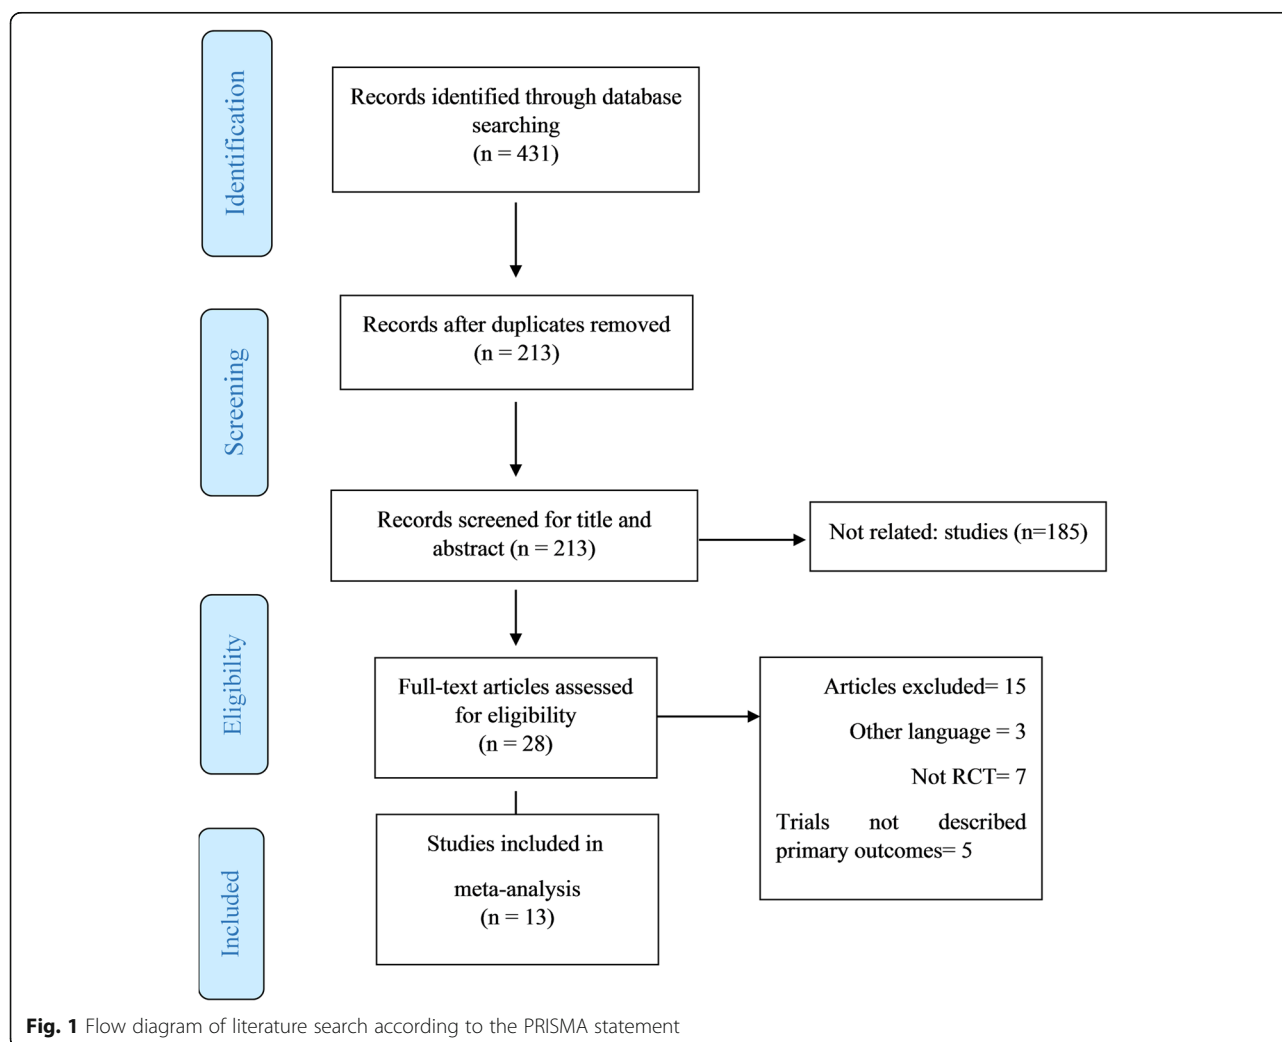 Identification
Records identified through database
searching
(n = 431)
Screening
Records after duplicates removed
(n = 213)
Records screened for title and
abstract (n = 213)
Not related: studies (n=185)
Eligibility
Full-text articles assessed
for eligibility
(n = 28)
Articles excluded= 15
Other language = 3
Not RCT= 7
Trials not described
primary outcomes= 5
Included
Studies included in
meta-analysis
(n = 13)
Fig. 1 Flow diagram of literature search according to the PRISMA statement